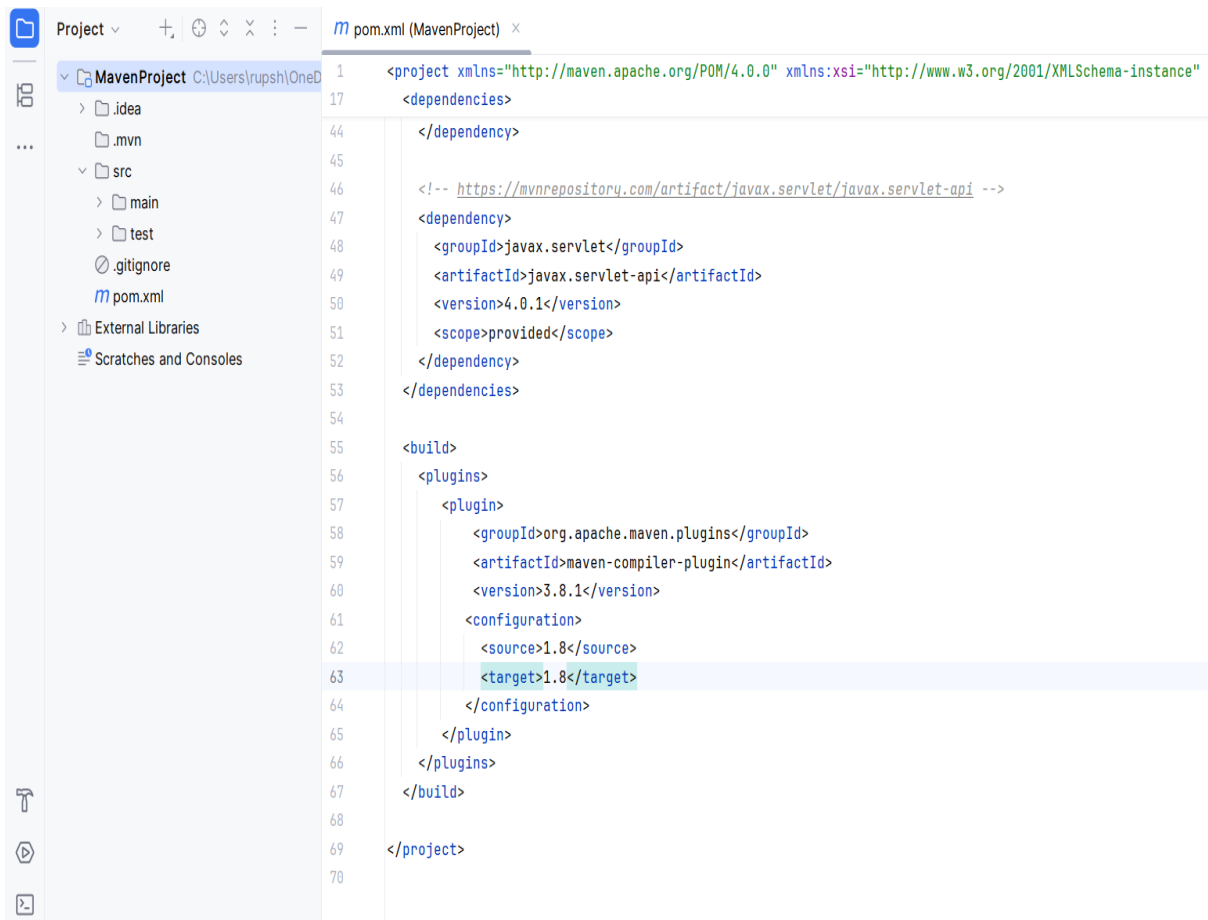 Project
MavenProject C:\Users\rupsh\OneD
.idea
.mvn
src
main
test
.gitignore
m pom.xml
External Libraries
Scratches and Consoles
m pom.xml (MavenProject)
1 <project xmlns="http://maven.apache.org/POM/4.0.0" xmlns:xsi="http://www.w3.org/2001/XMLSchema-instance"
17 <dependencies>
44 </dependency>
45
46 <!-- https://mvnrepository.com/artifact/javax.servlet/javax.servlet-api -->
47 <dependency>
48 <groupId>javax.servlet</groupId>
49 <artifactId>javax.servlet-api</artifactId>
50 <version>4.0.1</version>
51 <scope>provided</scope>
52 </dependency>
53 </dependencies>
54
55 <build>
56 <plugins>
57 <plugin>
58 <groupId>org.apache.maven.plugins</groupId>
59 <artifactId>maven-compiler-plugin</artifactId>
60 <version>3.8.1</version>
61 <configuration>
62 <source>1.8</source>
63 <target>1.8</target>
64 </configuration>
65 </plugin>
66 </plugins>
67 </build>
68
69 </project>
70